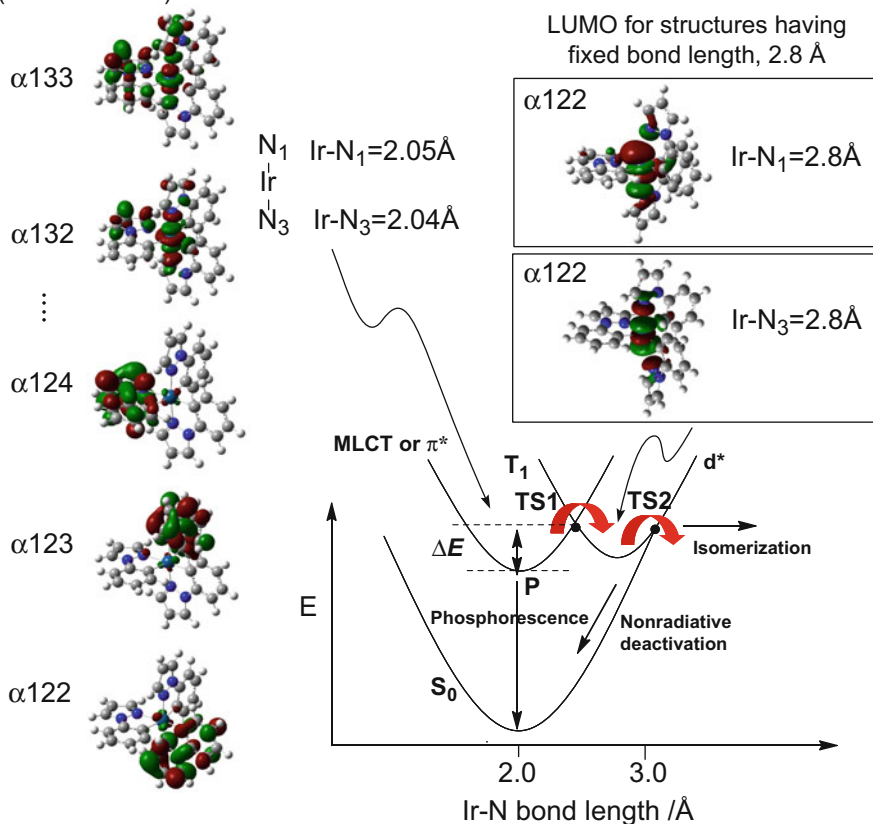 α133
α132
....
α124
α123
α122
N1 Ir-N1=2.05Å
Ir
N3 Ir-N3=2.04Å
LUMO for structures having
fixed bond length, 2.8 Å
α122
Ir-N1=2.8Å
α122
Ir-N3=2.8Å
MLCT or π*
T1
d*
TS1
TS2
Isomerization
ΔE
P
E
Phosphorescence
Nonradiative
deactivation
S0
2.0
3.0
Ir-N bond length /Å